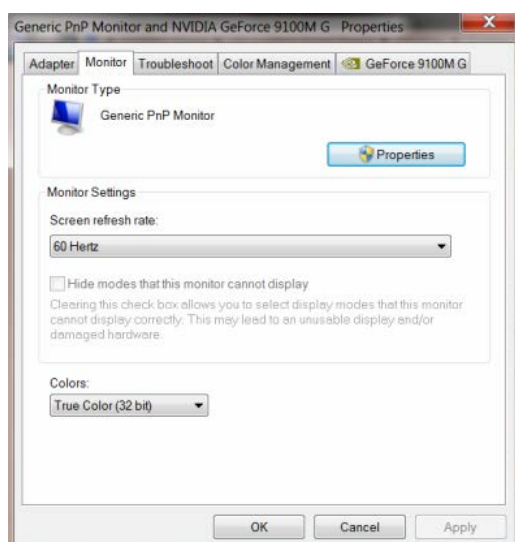 Generic PnP Monitor and NVIDIA GeForce 9100M G Properties
X
Adapter Monitor Troubleshoot Color Management GeForce 9100M G
Monitor Type
Generic PnP Monitor
Properties
Monitor Settings
Screen refresh rate:
60 Hertz
Hide modes that this monitor cannot display
Clearing this check box allows you to select display modes that this monitor
cannot display correctly. This may lead to an unusable display and/or
damaged hardware.
Colors:
True Color (32 bit)
OK Cancel Apply